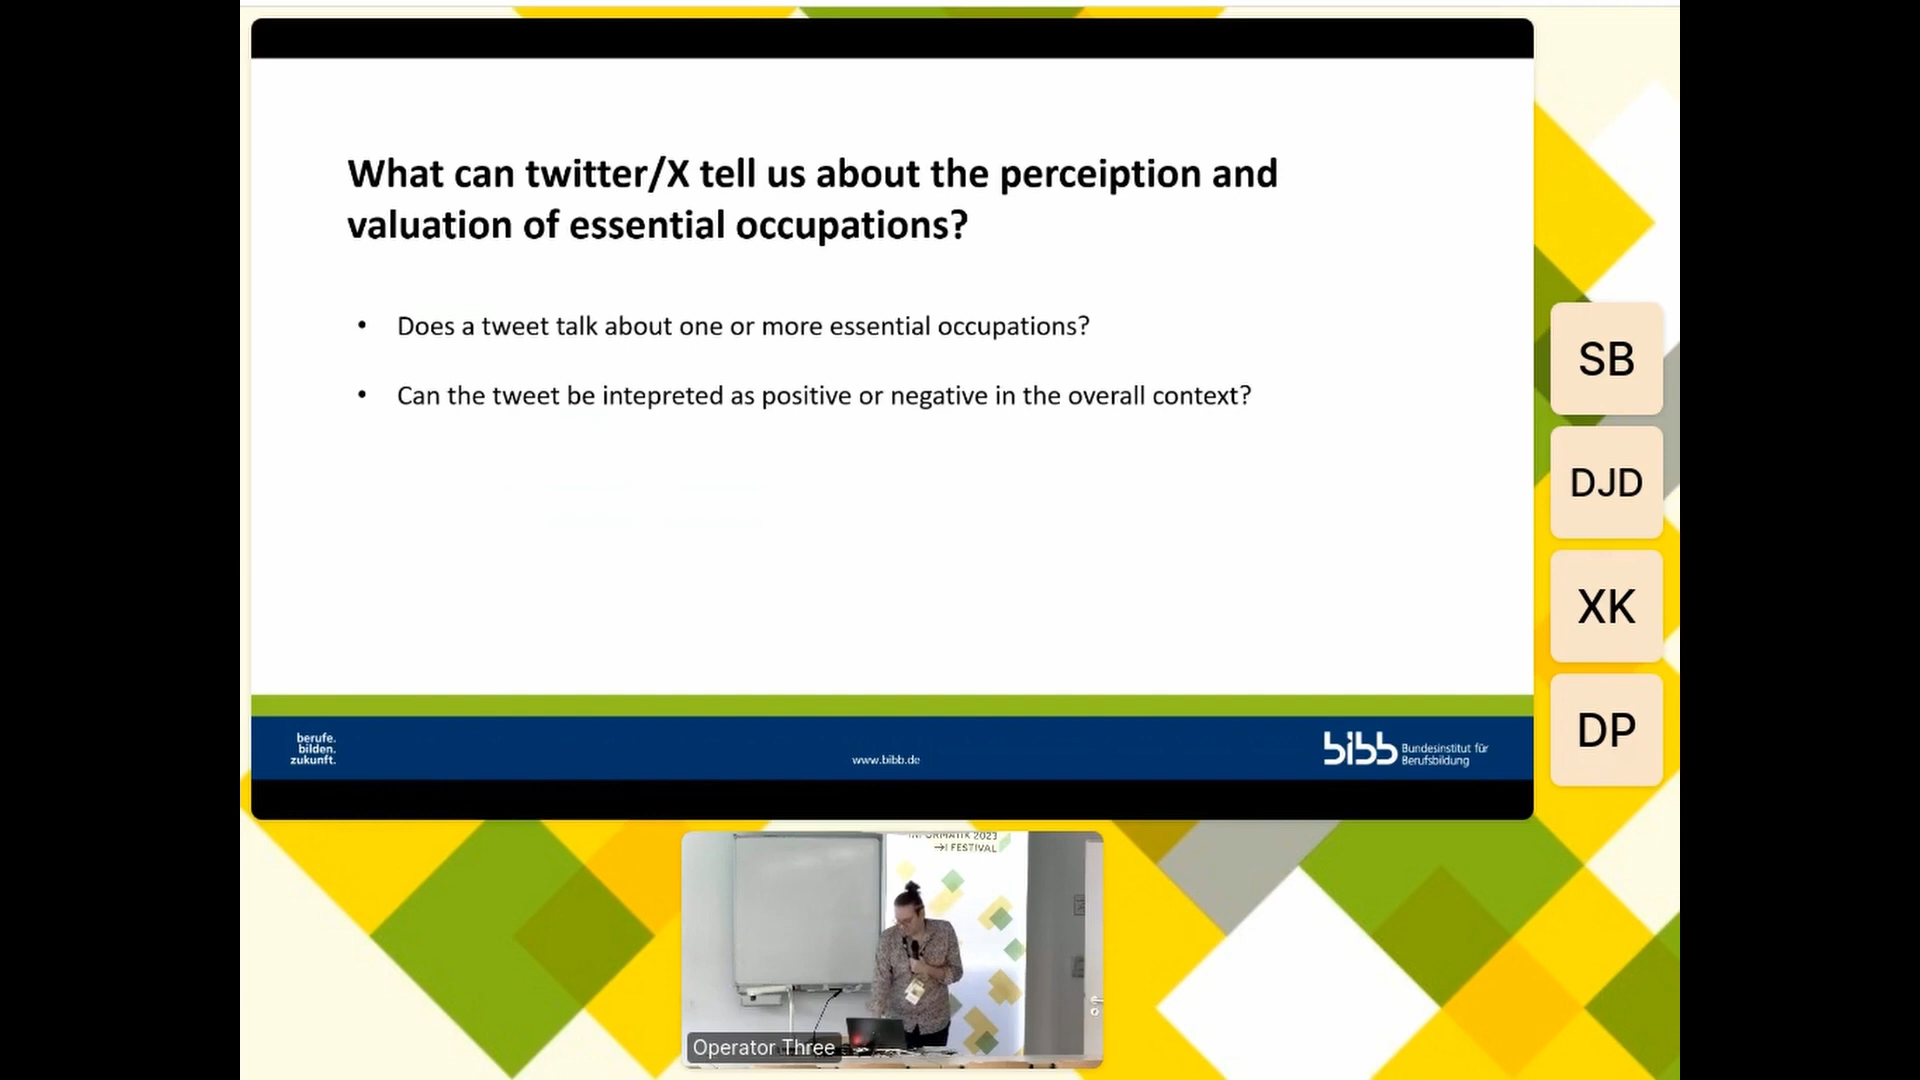 What can twitter/X tell us about the perceiption and
valuation of essential occupations?
• Does a tweet talk about one or more essential occupations?
• Can the tweet be intepreted as positive or negative in the overall context?
berufe.
bilden.
zukunft.
www.bibb.de
bibb Bundesinstitut für
Berufsbildung
SB
DJD
XK
DP
INFORMATIK 2023
FESTIVAL
Operator Three